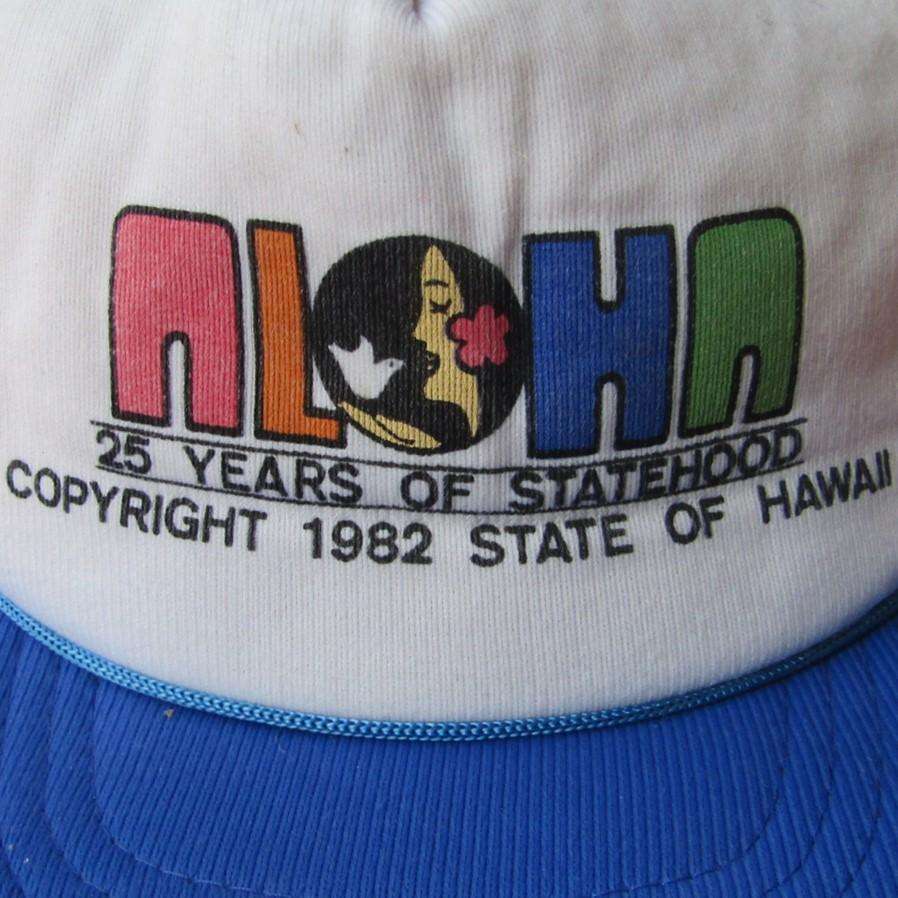 ALOHA
25 YEARS OF STATEHOOD
COPYRIGHT 1982 STATE OF HAWAII